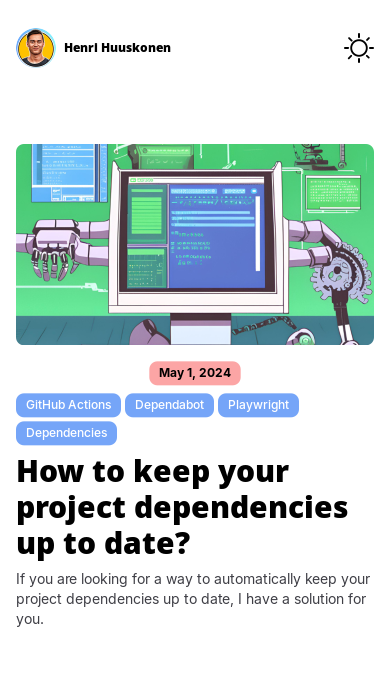 Henri Huuskonen
May 1, 2024
GitHub Actions
Dependabot
Playwright
Dependencies
How to keep your
project dependencies
up to date?
If you are looking for a way to automatically keep your
project dependencies up to date, I have a solution for
you.